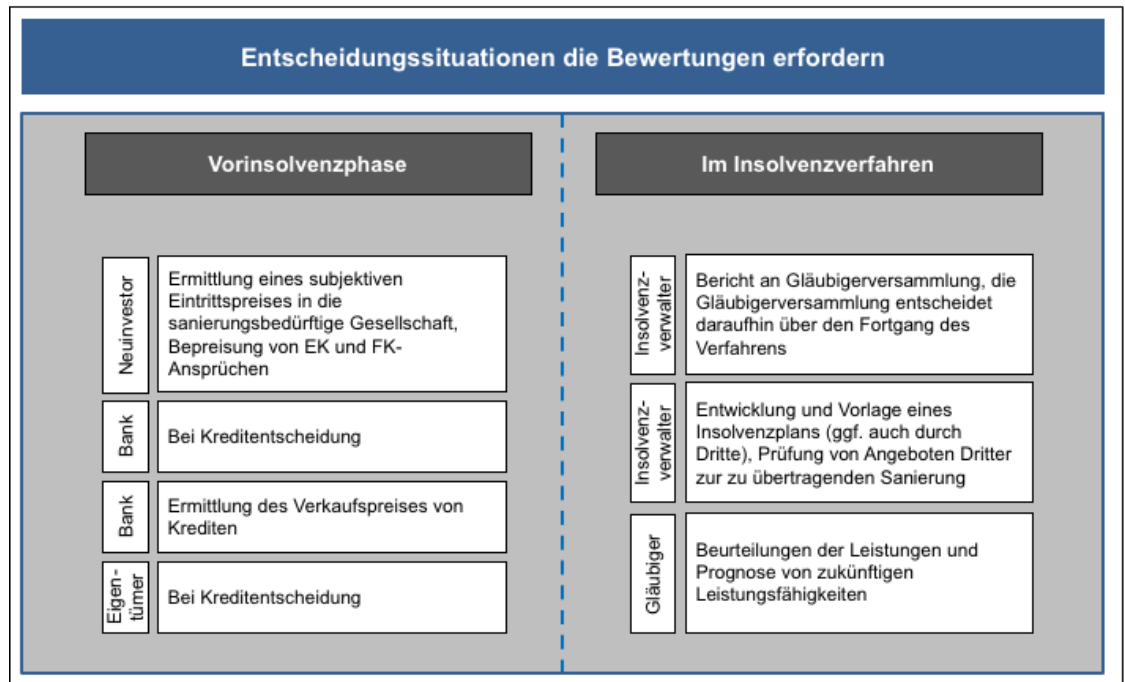 Entscheidungssituationen die Bewertungen erfordern
Vorinsolvenzphase
Neuinvestor
Ermittlung eines subjektiven
Eintrittspreises in die
sanierungsbedürftige Gesellschaft,
Bepreisung von EK und FK-
Ansprüchen
Bank
Bei Kreditentscheidung
Bank
Ermittlung des Verkaufspreises von
Krediten
Eigen-
tümer
Bei Kreditentscheidung
Im Insolvenzverfahren
Insolvenz-
verwalter
Bericht an Gläubigerversammlung, die
Gläubigerversammlung entscheidet
daraufhin über den Fortgang des
Verfahrens
Insolvenz-
verwalter
Entwicklung und Vorlage eines
Insolvenzplans (ggf. auch durch
Dritte), Prüfung von Angeboten Dritter
zur zu übertragenden Sanierung
Gläubiger
Beurteilungen der Leistungen und
Prognose von zukünftigen
Leistungsfähigkeiten